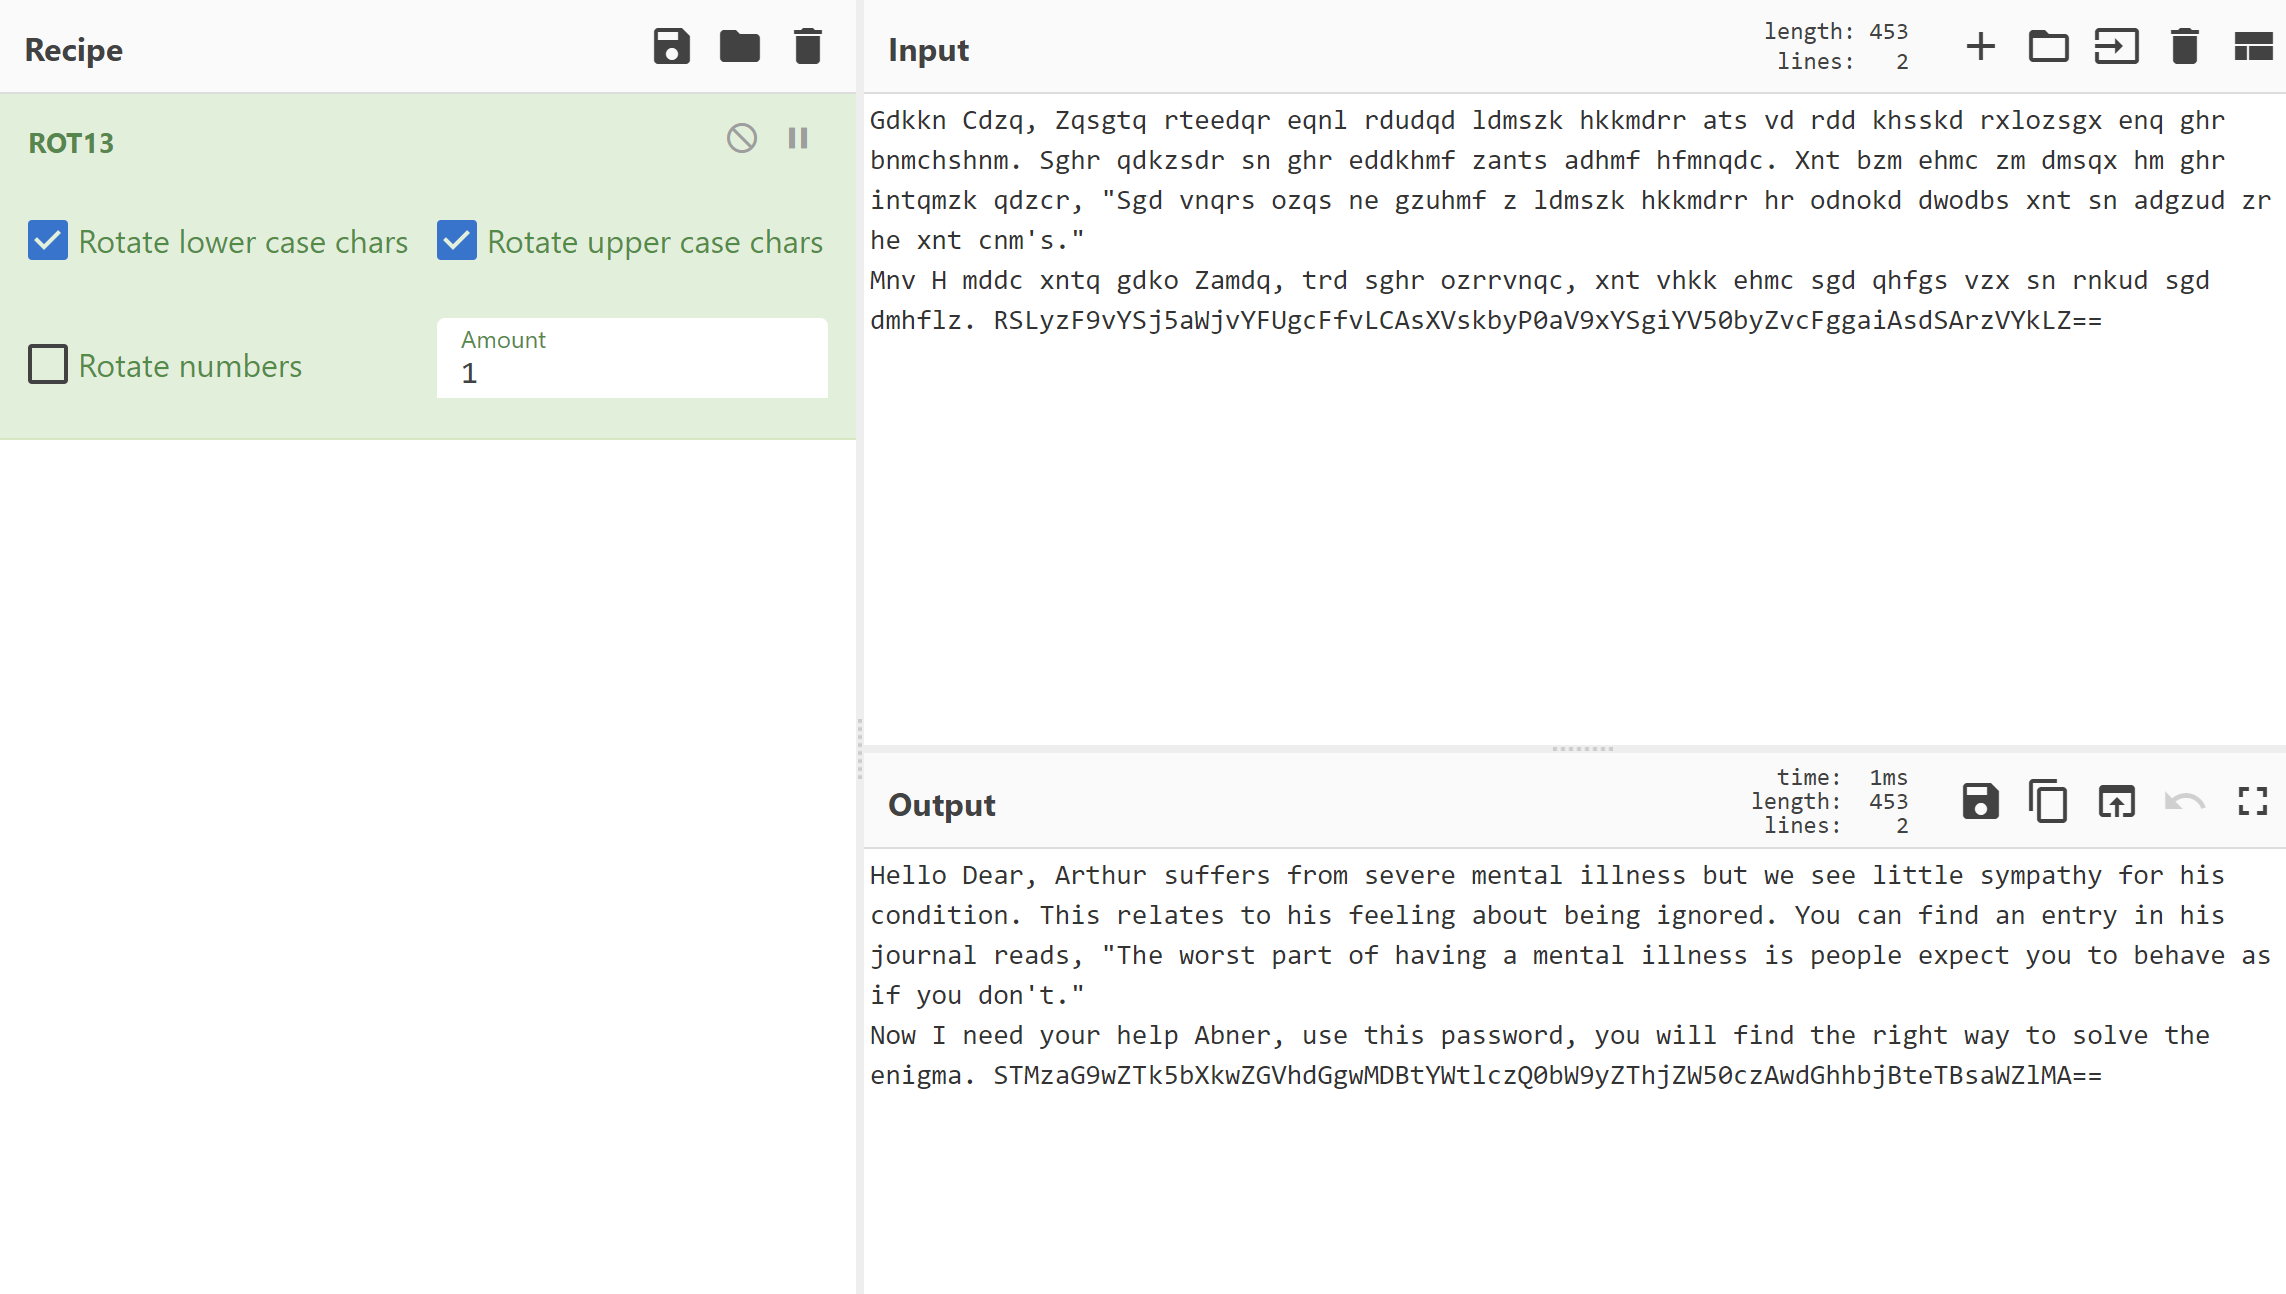 Recipe
ROT13
Rotate lower case chars
Rotate upper case chars
Rotate numbers
Amount
1
Input
length: 453
lines: 2
Gdkkn Cdzq, Zqsgtq rteedqr eqnl rdudqd ldmszk hkkmdrr ats vd rdd khsskd rxlozsgx enq ghr
bnmchshnm. Sghr qdkzsdr sn ghr eddkhmf zants adhmf hfmnqdc. Xnt bzm ehmc zm dmsqx hm ghr
intqmzk qdzcr, "Sgd vnqrs ozqs ne gzuhmf z ldmszk hkkmdrr hr odnokd dwodbs xnt sn adgzud zr
he xnt cnm's."
Mnv H mddc xntq gdko Zamdq, trd sghr ozrrvnqc, xnt vhkk ehmc sgd qhfgs vzx sn rnkud sgd
dmhflz. RSLyzF9vYSj5aWjvYFUgcFfvLCAsXVskbyP0aV9xYSgiYV50byZvcFggaiAsdSArzVYkLZ==
Output
time: 1ms
length: 453
lines: 2
Hello Dear, Arthur suffers from severe mental illness but we see little sympathy for his
condition. This relates to his feeling about being ignored. You can find an entry in his
journal reads, "The worst part of having a mental illness is people expect you to behave as
if you don't."
Now I need your help Abner, use this password, you will find the right way to solve the
enigma. STMzaG9wZTk5bXkwZGVhdGgwMDBtYWtlczQ0bW9yZThjZW50czAwdGhhbjBteTBsaWZlMA==